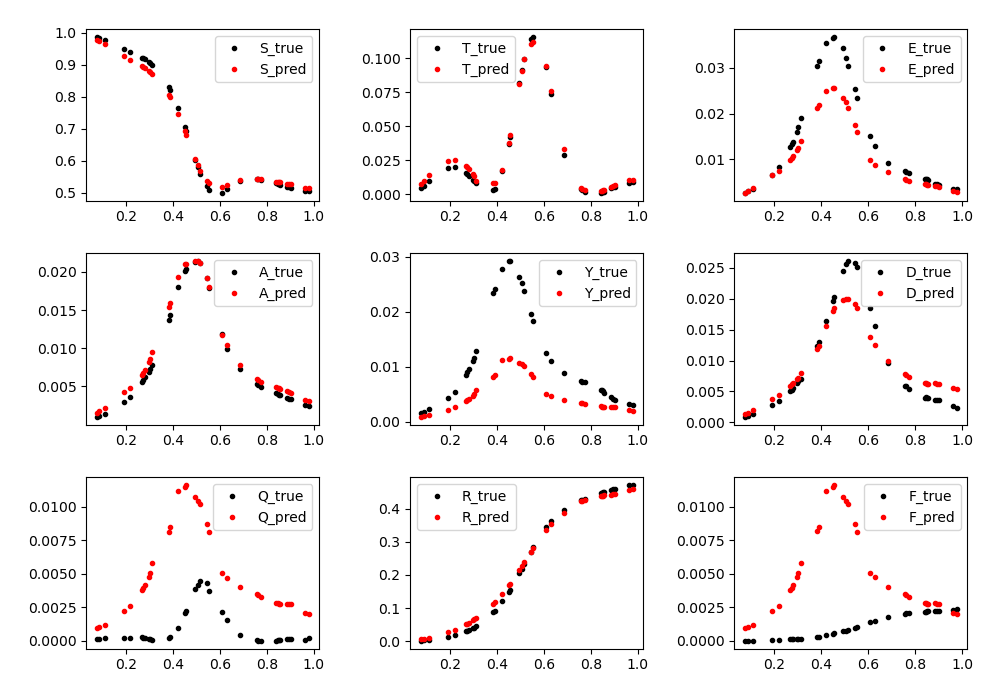 1.0
0.9
0.8
0.7
0.6
0.5
S_true
S_pred
0.2 0.4 0.6 0.8 1.0
0.100
0.075
0.050
0.025
0.000
T_true
T_pred
0.2 0.4 0.6 0.8 1.0
0.03
0.02
0.01
E_true
E_pred
0.2 0.4 0.6 0.8 1.0
0.020
0.015
0.010
0.005
A_true
A_pred
0.2 0.4 0.6 0.8 1.0
0.03
0.02
0.01
0.00
Y_true
Y_pred
0.2 0.4 0.6 0.8 1.0
0.025
0.020
0.015
0.010
0.005
0.000
D_true
D_pred
0.2 0.4 0.6 0.8 1.0
0.0100
0.0075
0.0050
0.0025
0.0000
Q_true
Q_pred
0.2 0.4 0.6 0.8 1.0
0.4
0.3
0.2
0.1
0.0
R_true
R_pred
0.2 0.4 0.6 0.8 1.0
0.0100
0.0075
0.0050
0.0025
0.0000
F_true
F_pred
0.2 0.4 0.6 0.8 1.0